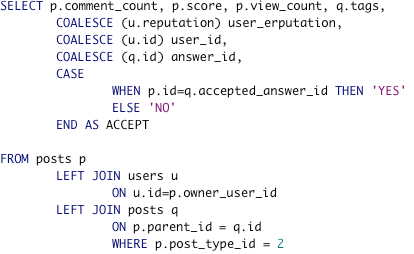 SELECT p.comment_count, p.score, p.view_count, q.tags,
COALESCE (u.reputation) user_erputation,
COALESCE (u.id) user_id,
COALESCE (q.id) answer_id,
CASE
WHEN p.id=q.accepted_answer_id THEN 'YES'
ELSE 'NO'
END AS ACCEPT
FROM posts p
LEFT JOIN users u
ON u.id=p.owner_user_id
LEFT JOIN posts q
ON p.parent_id = q.id
WHERE p.post_type_id = 2